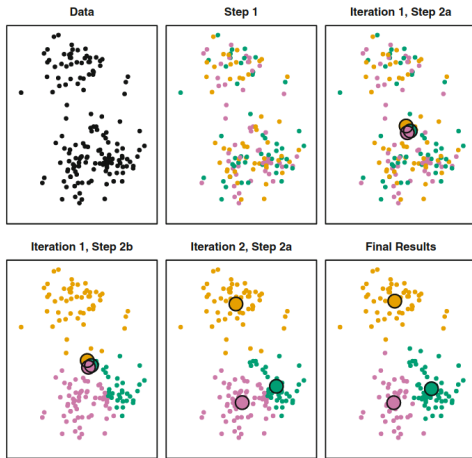 Data
Step 1
Iteration 1, Step 2a
Iteration 1, Step 2b
Iteration 2, Step 2a
Final Results